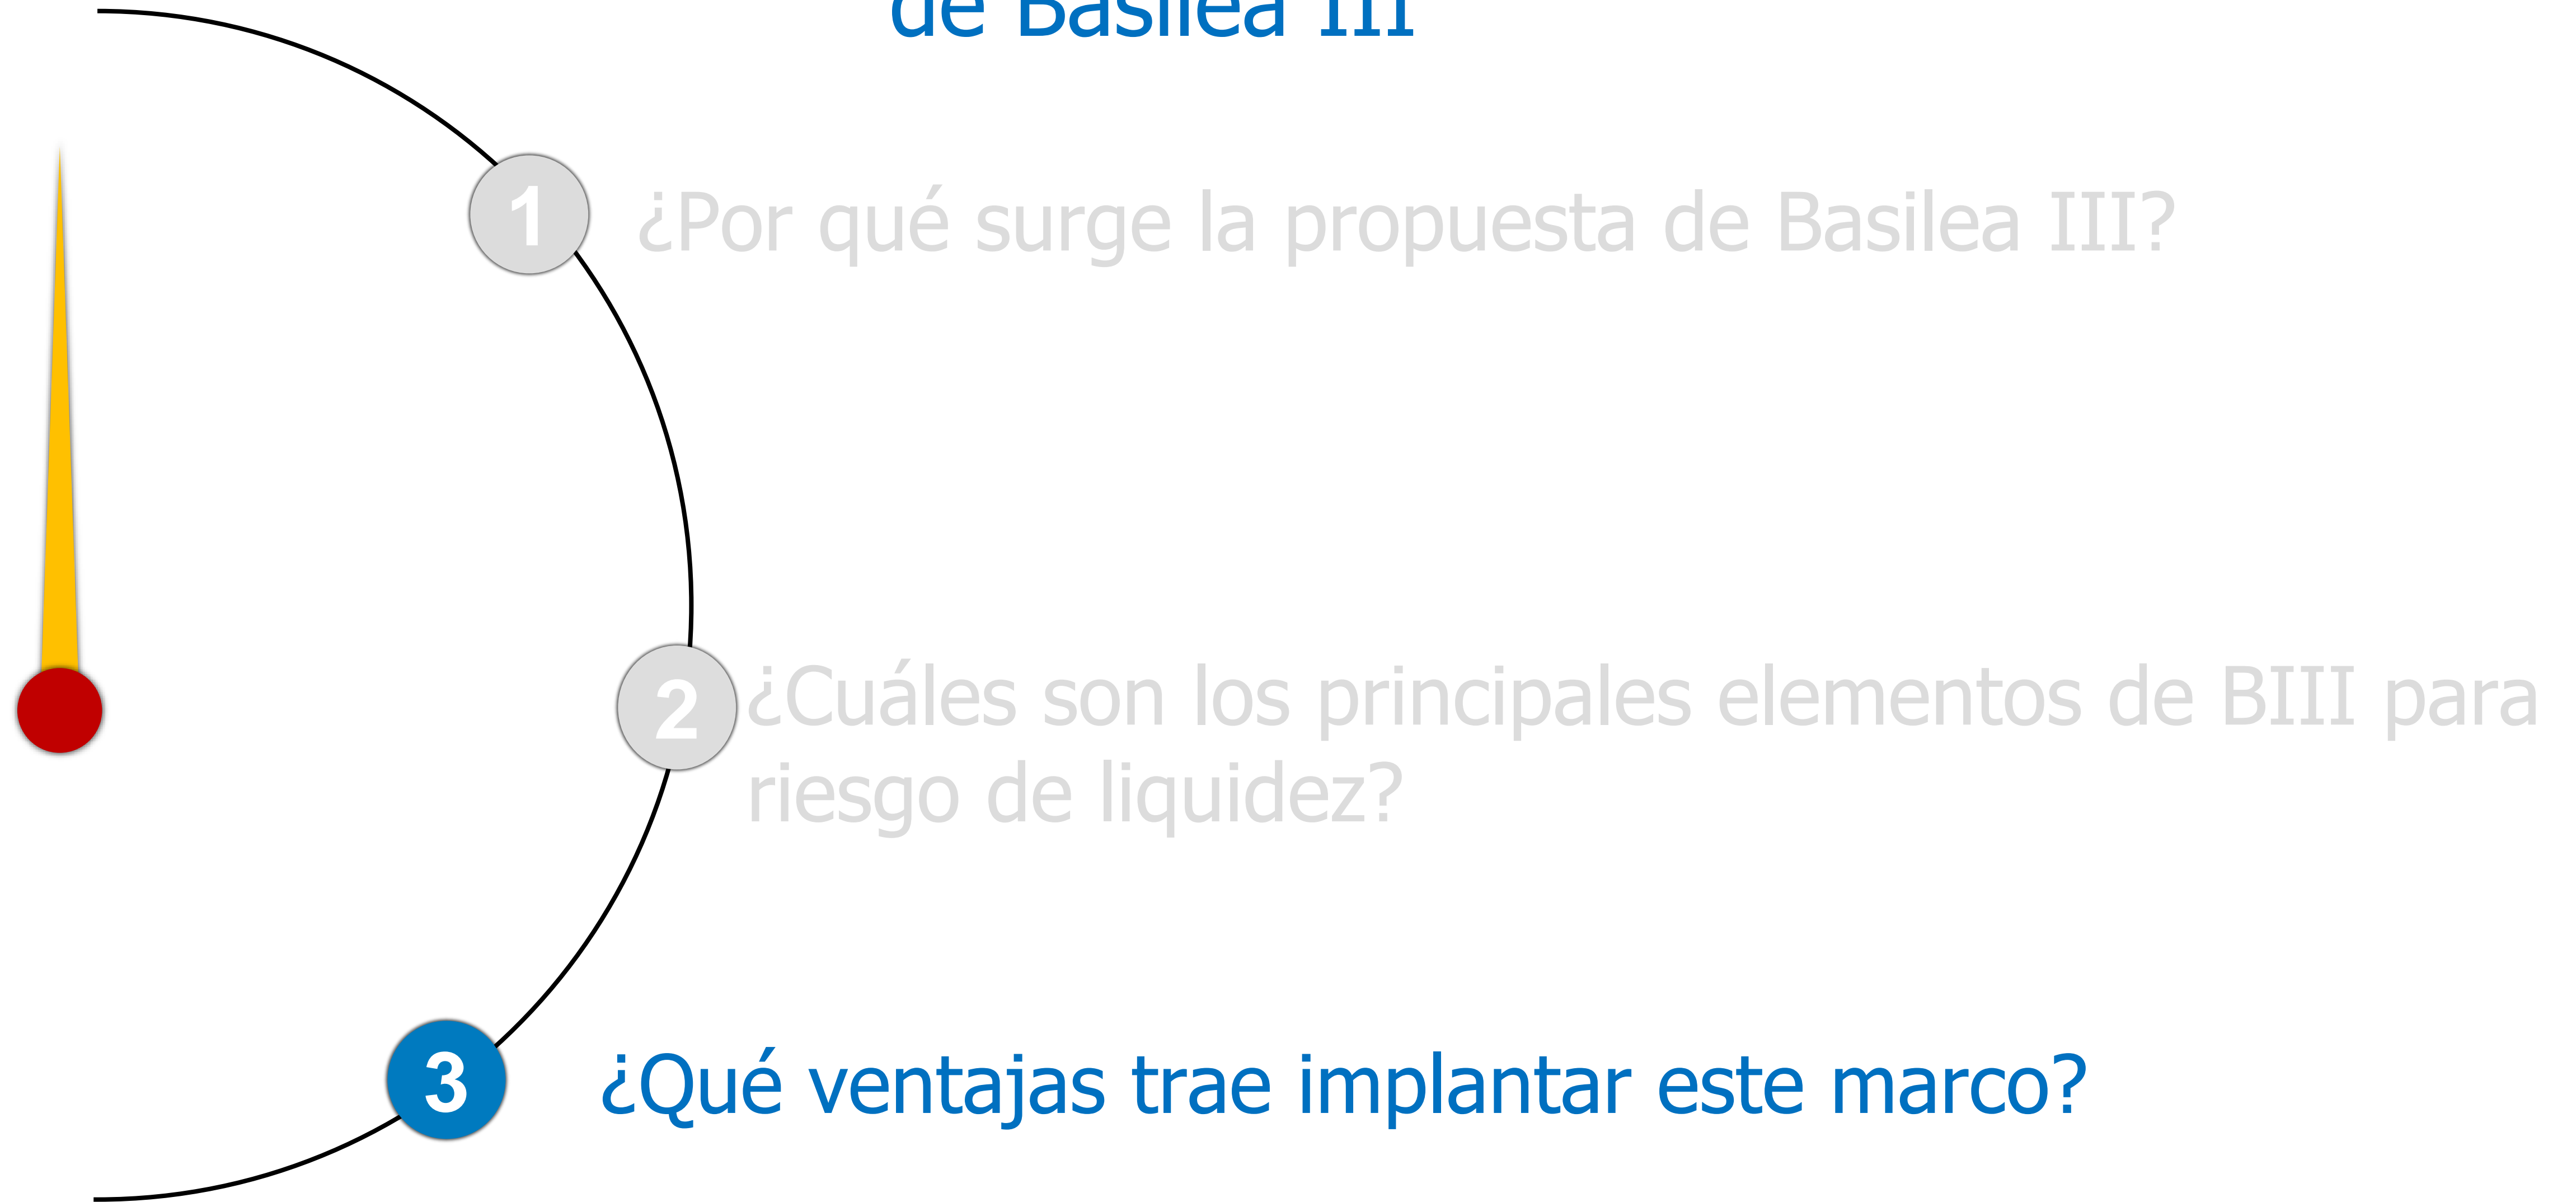 de Basilea III
1
¿Por qué surge la propuesta de Basilea III?
2
¿Cuáles son los principales elementos de BIII para
riesgo de liquidez?
3
¿Qué ventajas trae implantar este marco?